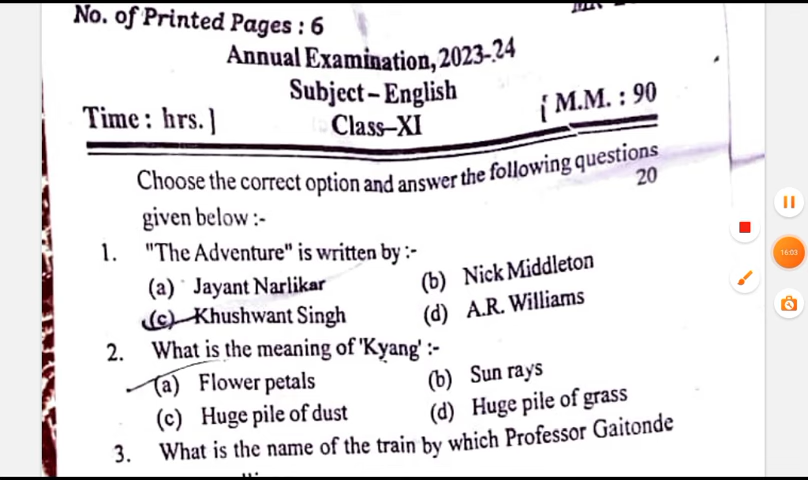 No. of Printed Pages : 6
Annual Examination, 2023-24
Subject – English
Time : hrs. ]
[ M.M. : 90
Class–XI
Choose the correct option and answer the following questions
given below :-
20
1. "The Adventure" is written by :-
(a) Jayant Narlikar
(b) Nick Middleton
(c) Khushwant Singh
(d) A.R. Williams
2. What is the meaning of 'Kyang' :-
(a) Flower petals
(b) Sun rays
(c) Huge pile of dust
(d) Huge pile of grass
3. What is the name of the train by which Professor Gaitonde
16:03